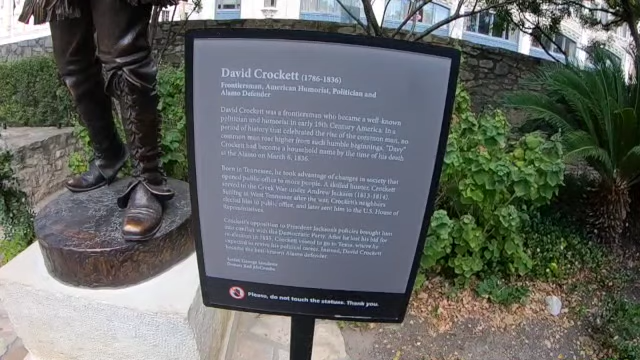 David Crockett (1786-1836)
Frontiersman, American Humorist, Politician and
Alamo Defender
David Crockett was a frontiersman who became a well-known
politician and humorist in early 19th Century America. In a
period of history that celebrated the rise of the common man, no
common man rose higher from such humble beginnings. "Davy"
Crockett had become a household name by the time of his death
at the Alamo on March 6, 1836.
Born in Tennessee, he took advantage of changes in society that
opened public office to more people. A skilled hunter, Crockett
served in the Creek War under Andrew Jackson (1813-1814).
Settling in West Tennessee after the war, Crockett's neighbors
elected him to public office, and later sent him to the U.S. House of
Representatives.
Crockett's opposition to President Jackson's policies brought him
into conflict with the Democratic Party. After he lost his bid for
re-election in 1835, Crockett vowed to go to Texas, where he
expected to revive his political career. Instead, David Crockett
became the best-known Alamo defender.
Please, do not touch the statues. Thank you.